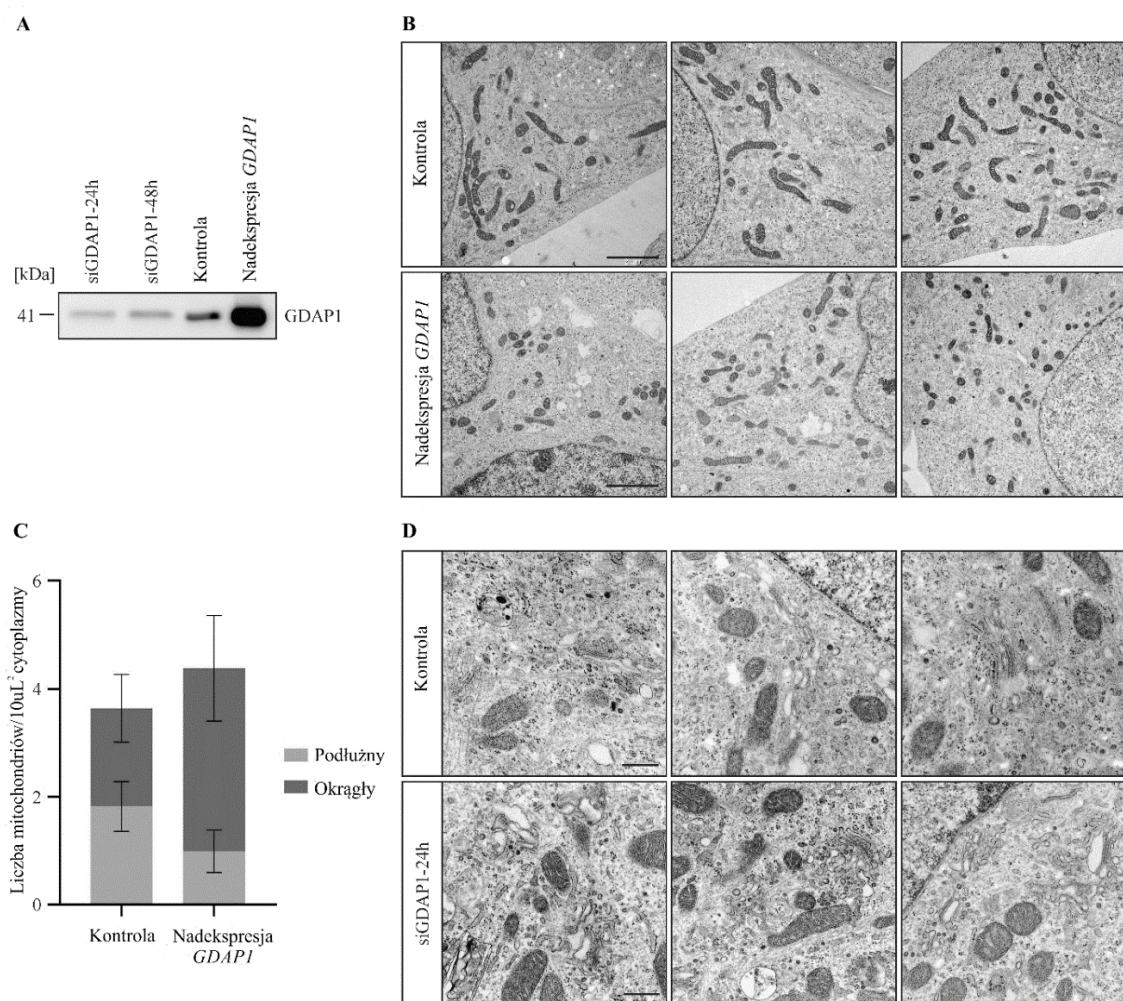 A
[kDa]
siGDAP1-24h
siGDAP1-48h
Kontrola
Nadekspresja GDAP1
41
GDAP1
B
Kontrola
Nadekspresja GDAP1
C
Liczba mitochondriów/10uL² cytoplazmy
6
4
2
0
Kontrola
Nadekspresja
GDAP1
Podłużny
Okrągły
D
Kontrola
siGDAP1-24h